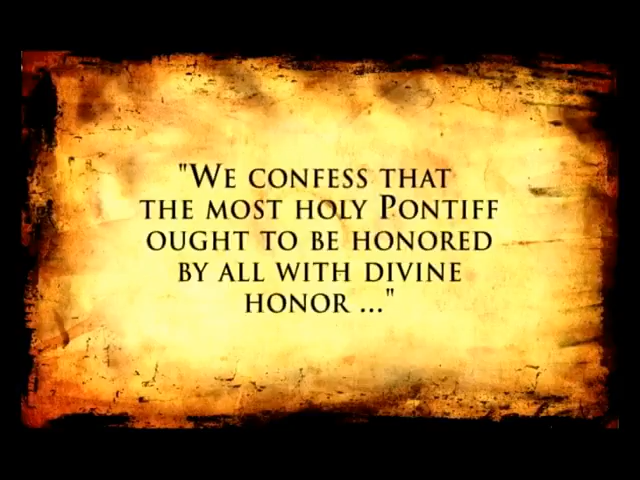 "We confess that
the most holy Pontiff
ought to be honored
by all with divine
honor ..."